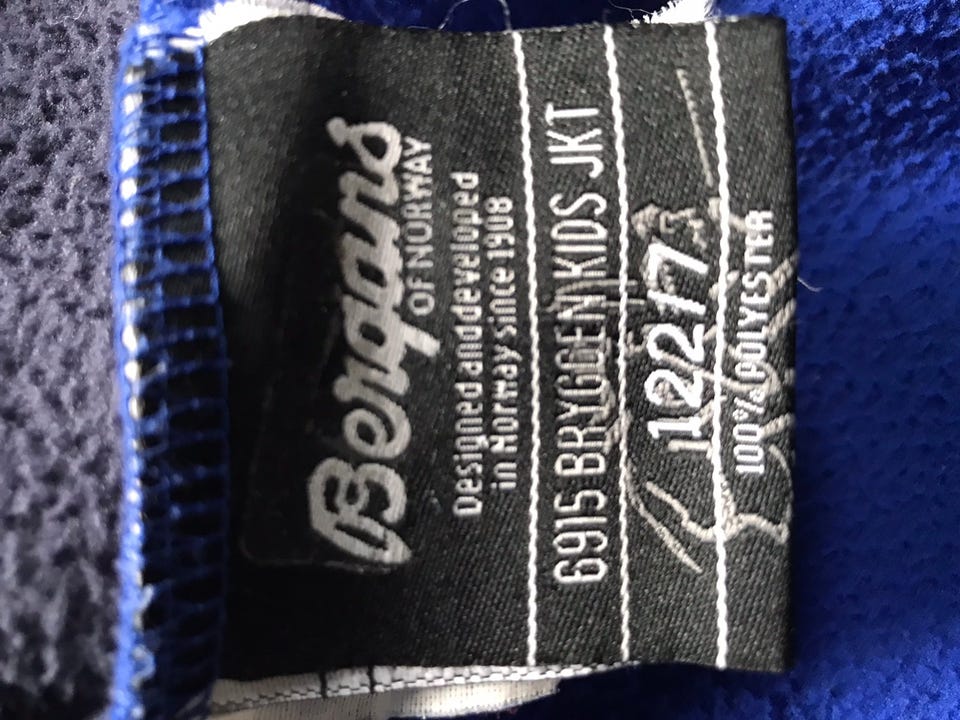 Bergans
OF NORWAY
Designed and developed
in Norway since 1908
6915 BRYGGEN KIDS JKT
122/7
100% POLYESTER